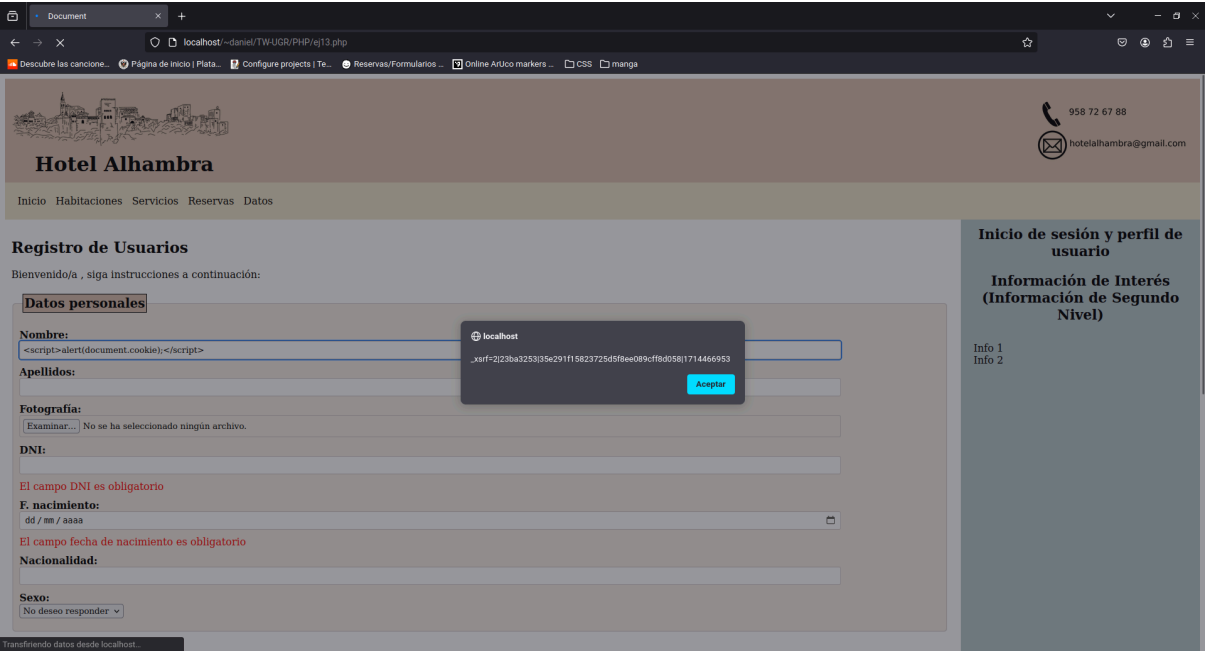 Document
localhost/~daniel/TW-UGR/PHP/ej13.php
Descubre las cancione…
Página de inicio | Plata…
Configure projects | Te…
Reservas/Formularios …
Online ArUco markers …
CSS
manga
Hotel Alhambra
958 72 67 88
hotelalhambra@gmail.com
Inicio Habitaciones Servicios Reservas Datos
Registro de Usuarios
Bienvenido/a , siga instrucciones a continuación:
Datos personales
Nombre:
<script>alert(document.cookie);</script>
Apellidos:
Fotografía:
Examinar… No se ha seleccionado ningún archivo.
DNI:
El campo DNI es obligatorio
F. nacimiento:
dd / mm / aaaa
El campo fecha de nacimiento es obligatorio
Nacionalidad:
Sexo:
No deseo responder
localhost
_xsrf=2|23ba3253|35e291f15823725d5f8ee089cff8d058|1714466953
Aceptar
Inicio de sesión y perfil de
usuario
Información de Interés
(Información de Segundo
Nivel)
Info 1
Info 2
Transfiriendo datos desde localhost…